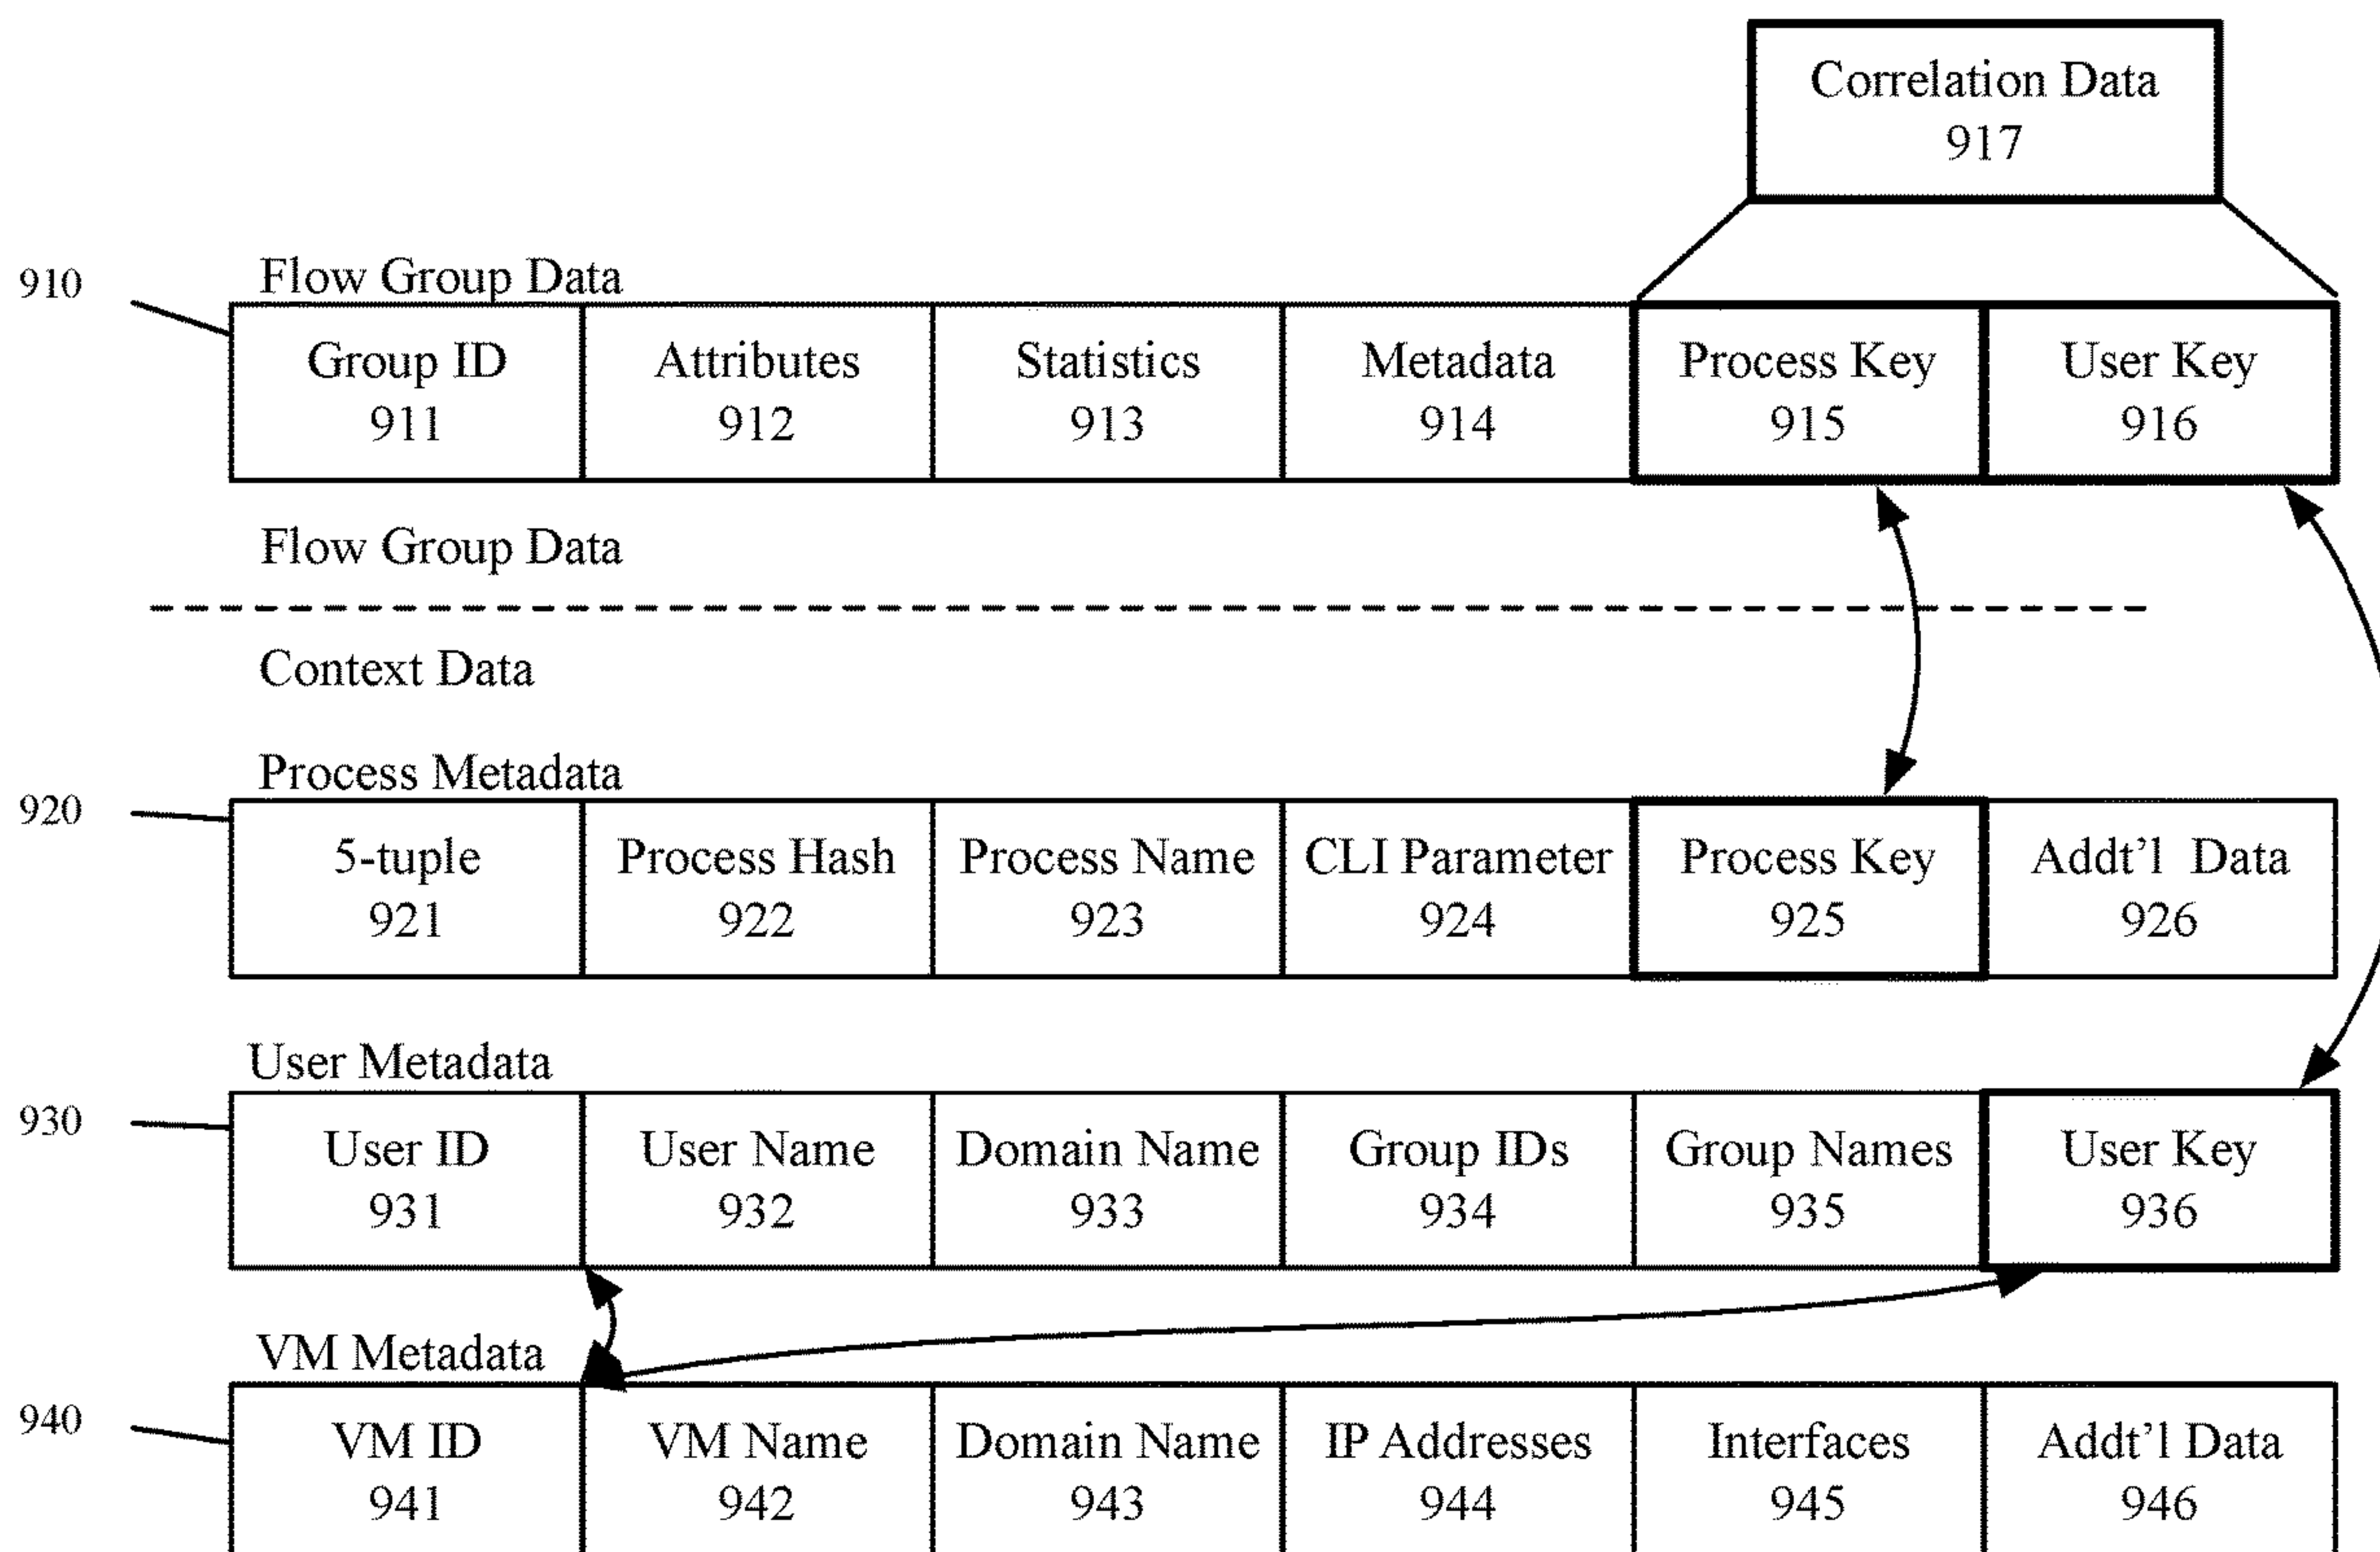 Correlation Data
917
910
Flow Group Data
Group ID
911
Attributes
912
Statistics
913
Metadata
914
Process Key
915
User Key
916
Flow Group Data
Context Data
Process Metadata
920
5-tuple
921
Process Hash
922
Process Name
923
CLI Parameter
924
Process Key
925
Addt'l Data
926
User Metadata
930
User ID
931
User Name
932
Domain Name
933
Group IDs
934
Group Names
935
User Key
936
VM Metadata
940
VM ID
941
VM Name
942
Domain Name
943
IP Addresses
944
Interfaces
945
Addt'l Data
946